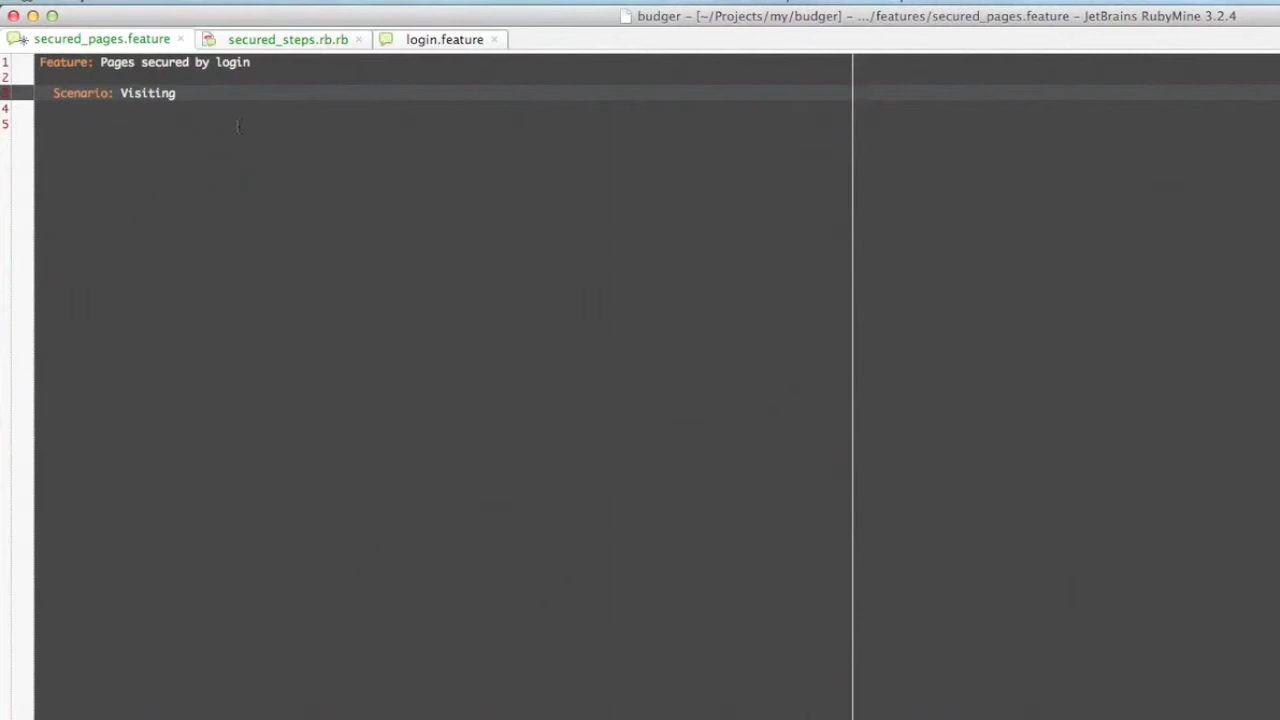 budger – [~/Projects/my/budger] – .../features/secured_pages.feature – JetBrains RubyMine 3.2.4
secured_pages.feature secured_steps.rb.rb login.feature
1 Feature: Pages secured by login
2
3 Scenario: Visiting
4
5